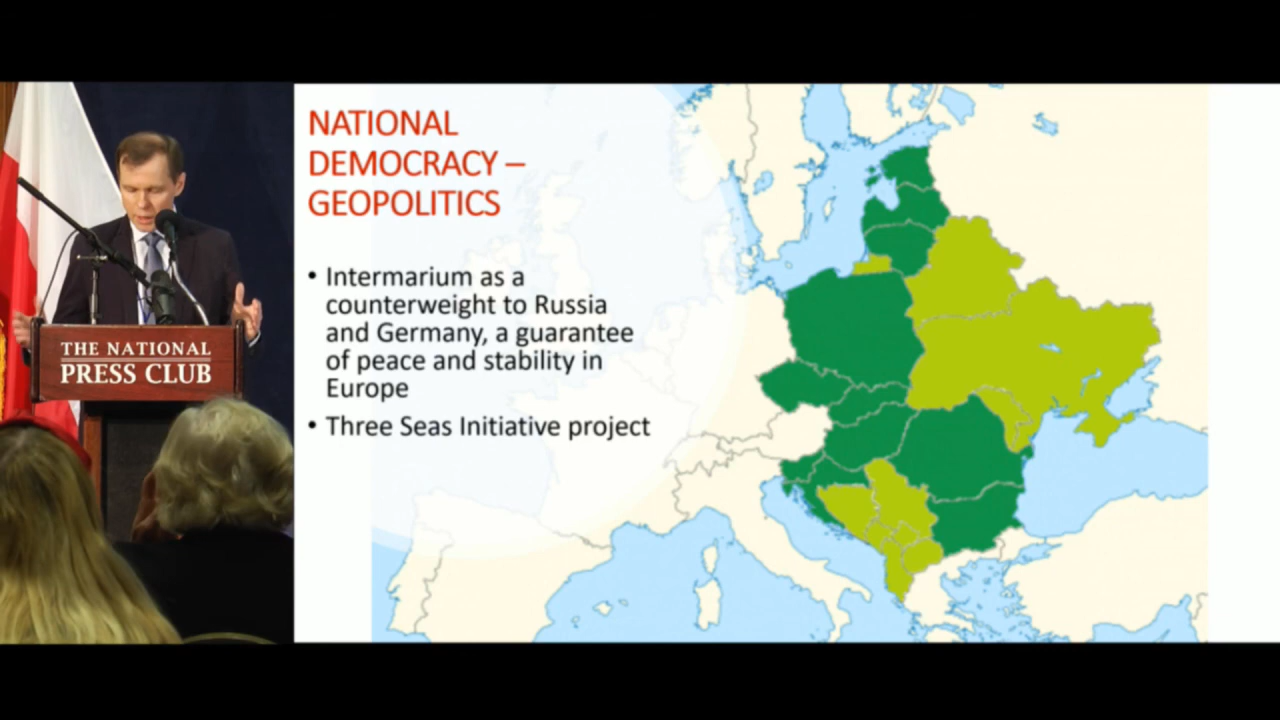 THE NATIONAL
PRESS CLUB
NATIONAL
DEMOCRACY –
GEOPOLITICS
• Intermarium as a
counterweight to Russia
and Germany, a guarantee
of peace and stability in
Europe
• Three Seas Initiative project